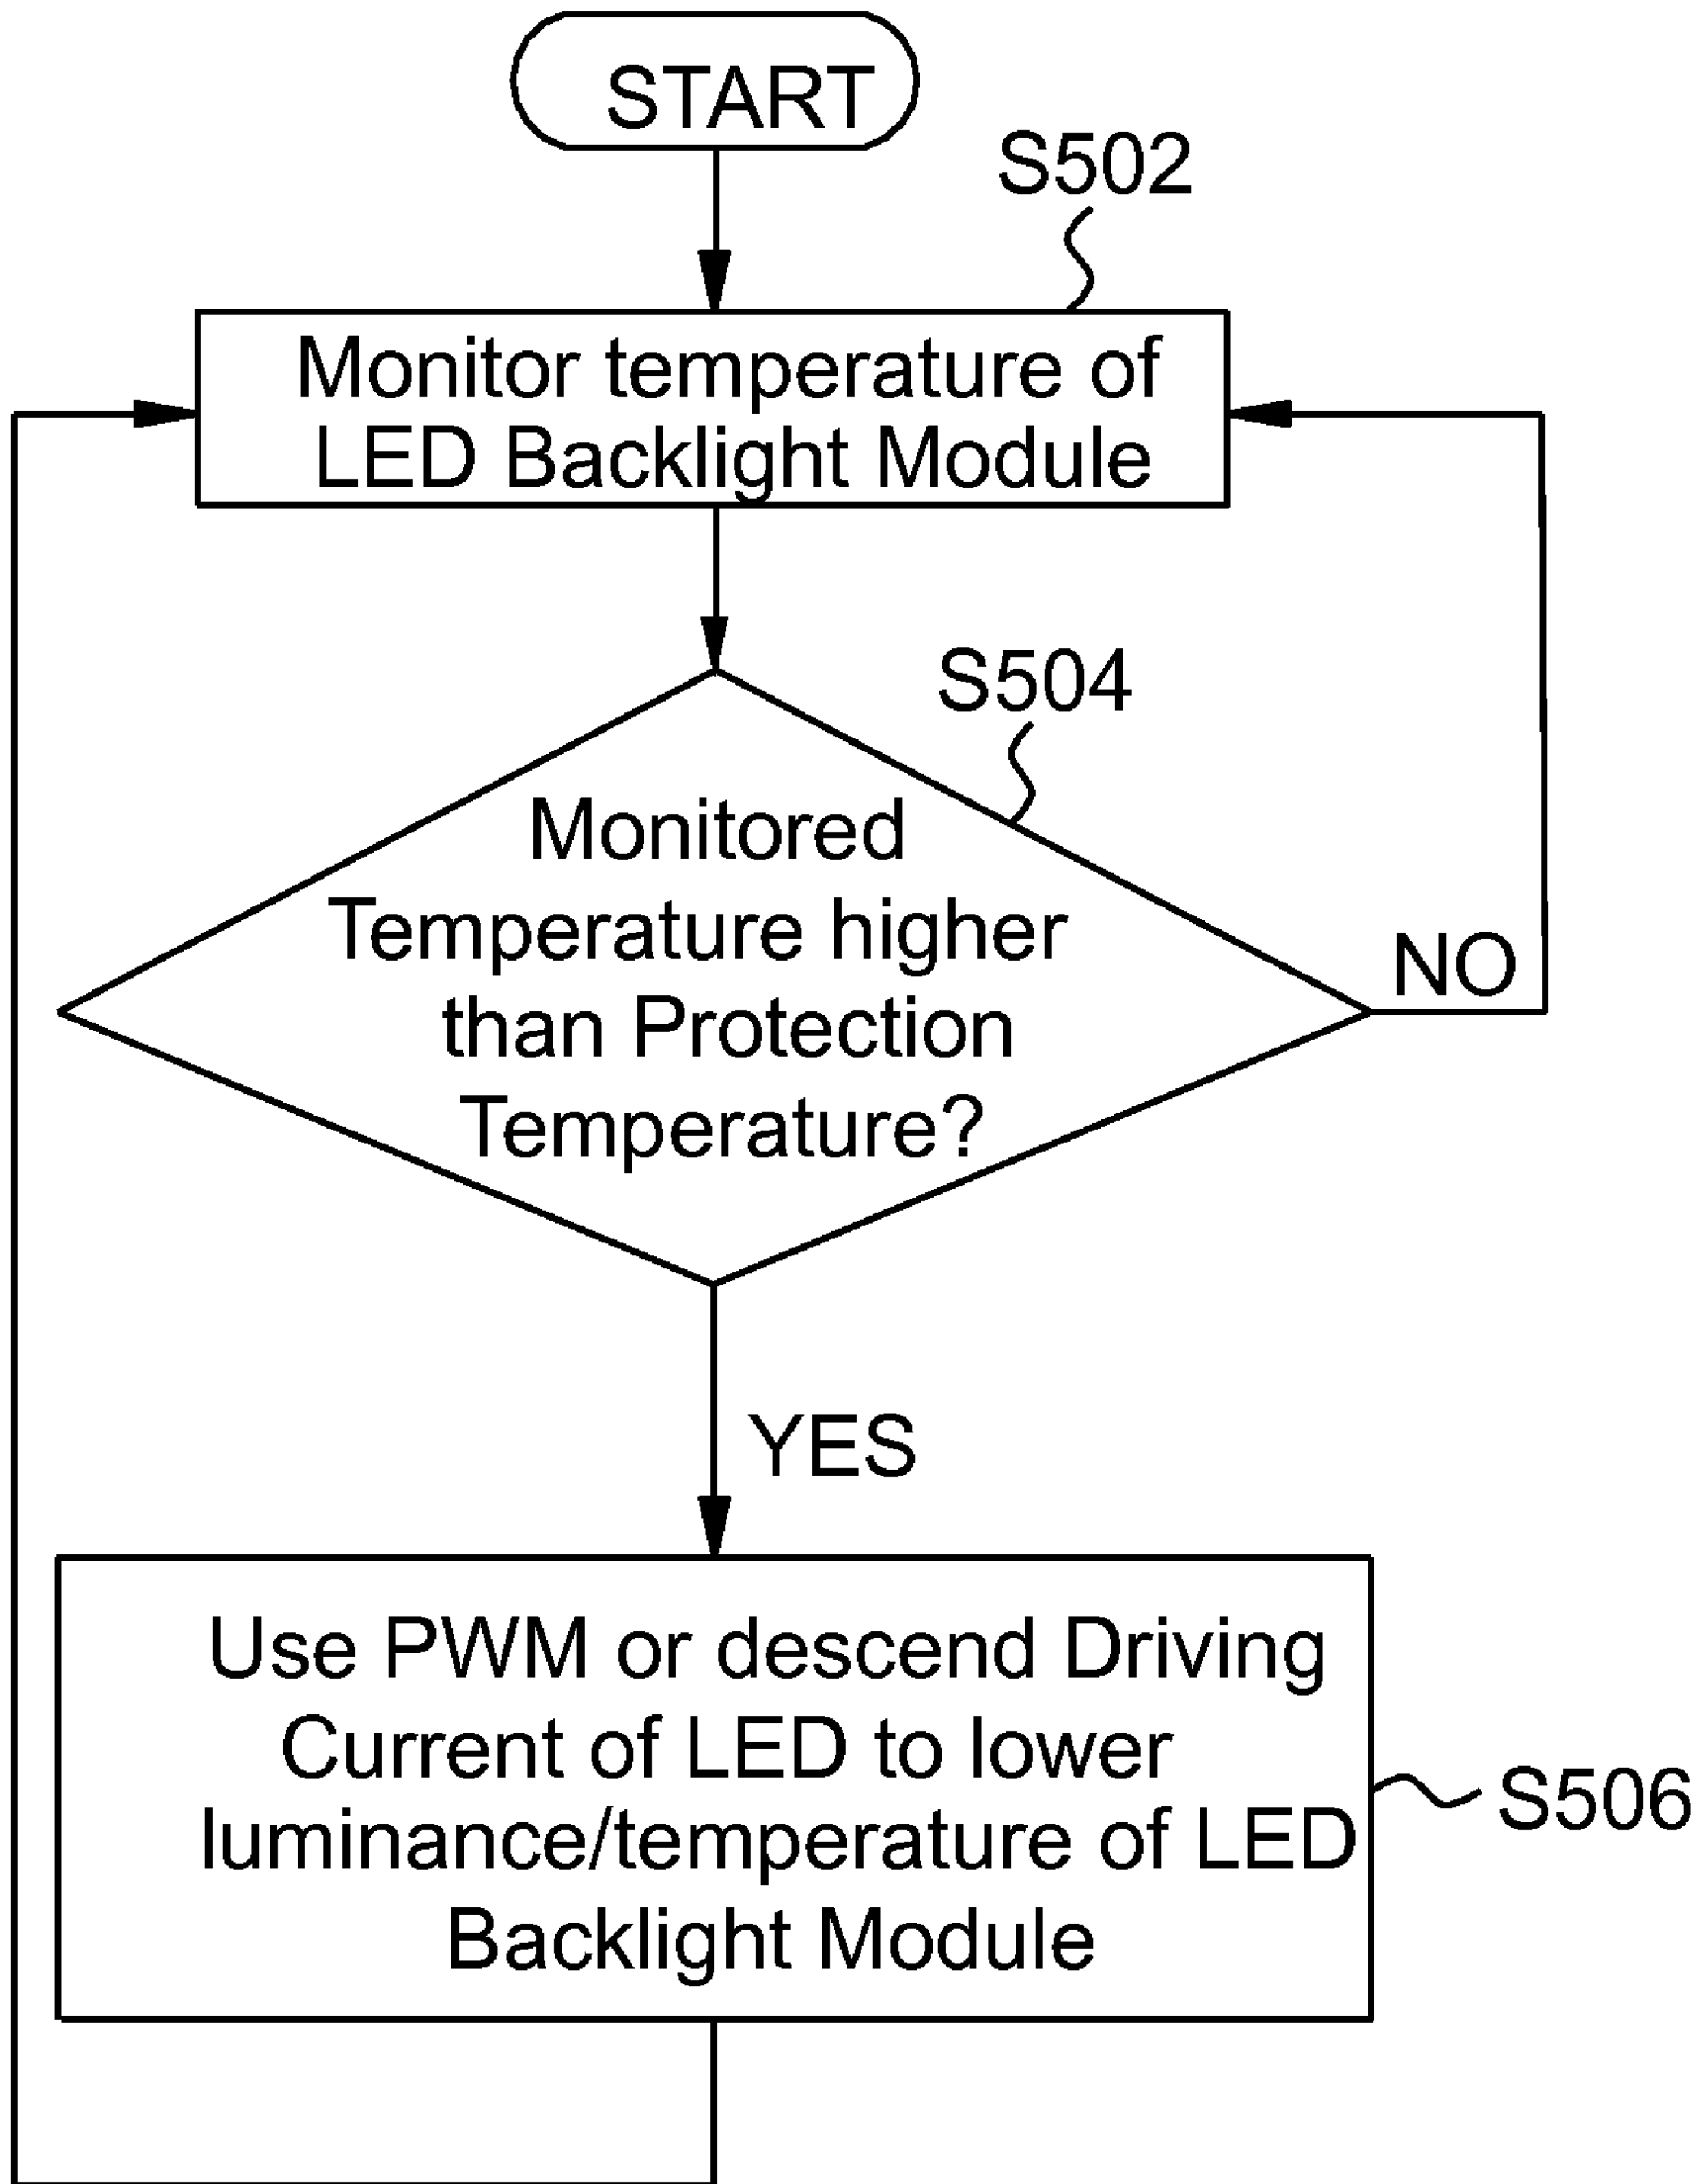 START
S502
Monitor temperature of
LED Backlight Module
S504
Monitored
Temperature higher
than Protection
Temperature?
NO
YES
Use PWM or descend Driving
Current of LED to lower
luminance/temperature of LED
Backlight Module
S506